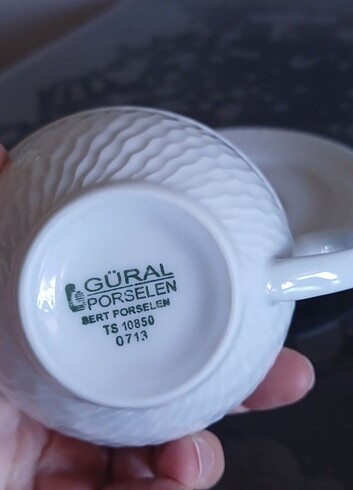 GÜRAL
PORSELEN
SERT PORSELEN
TS 10850
0713